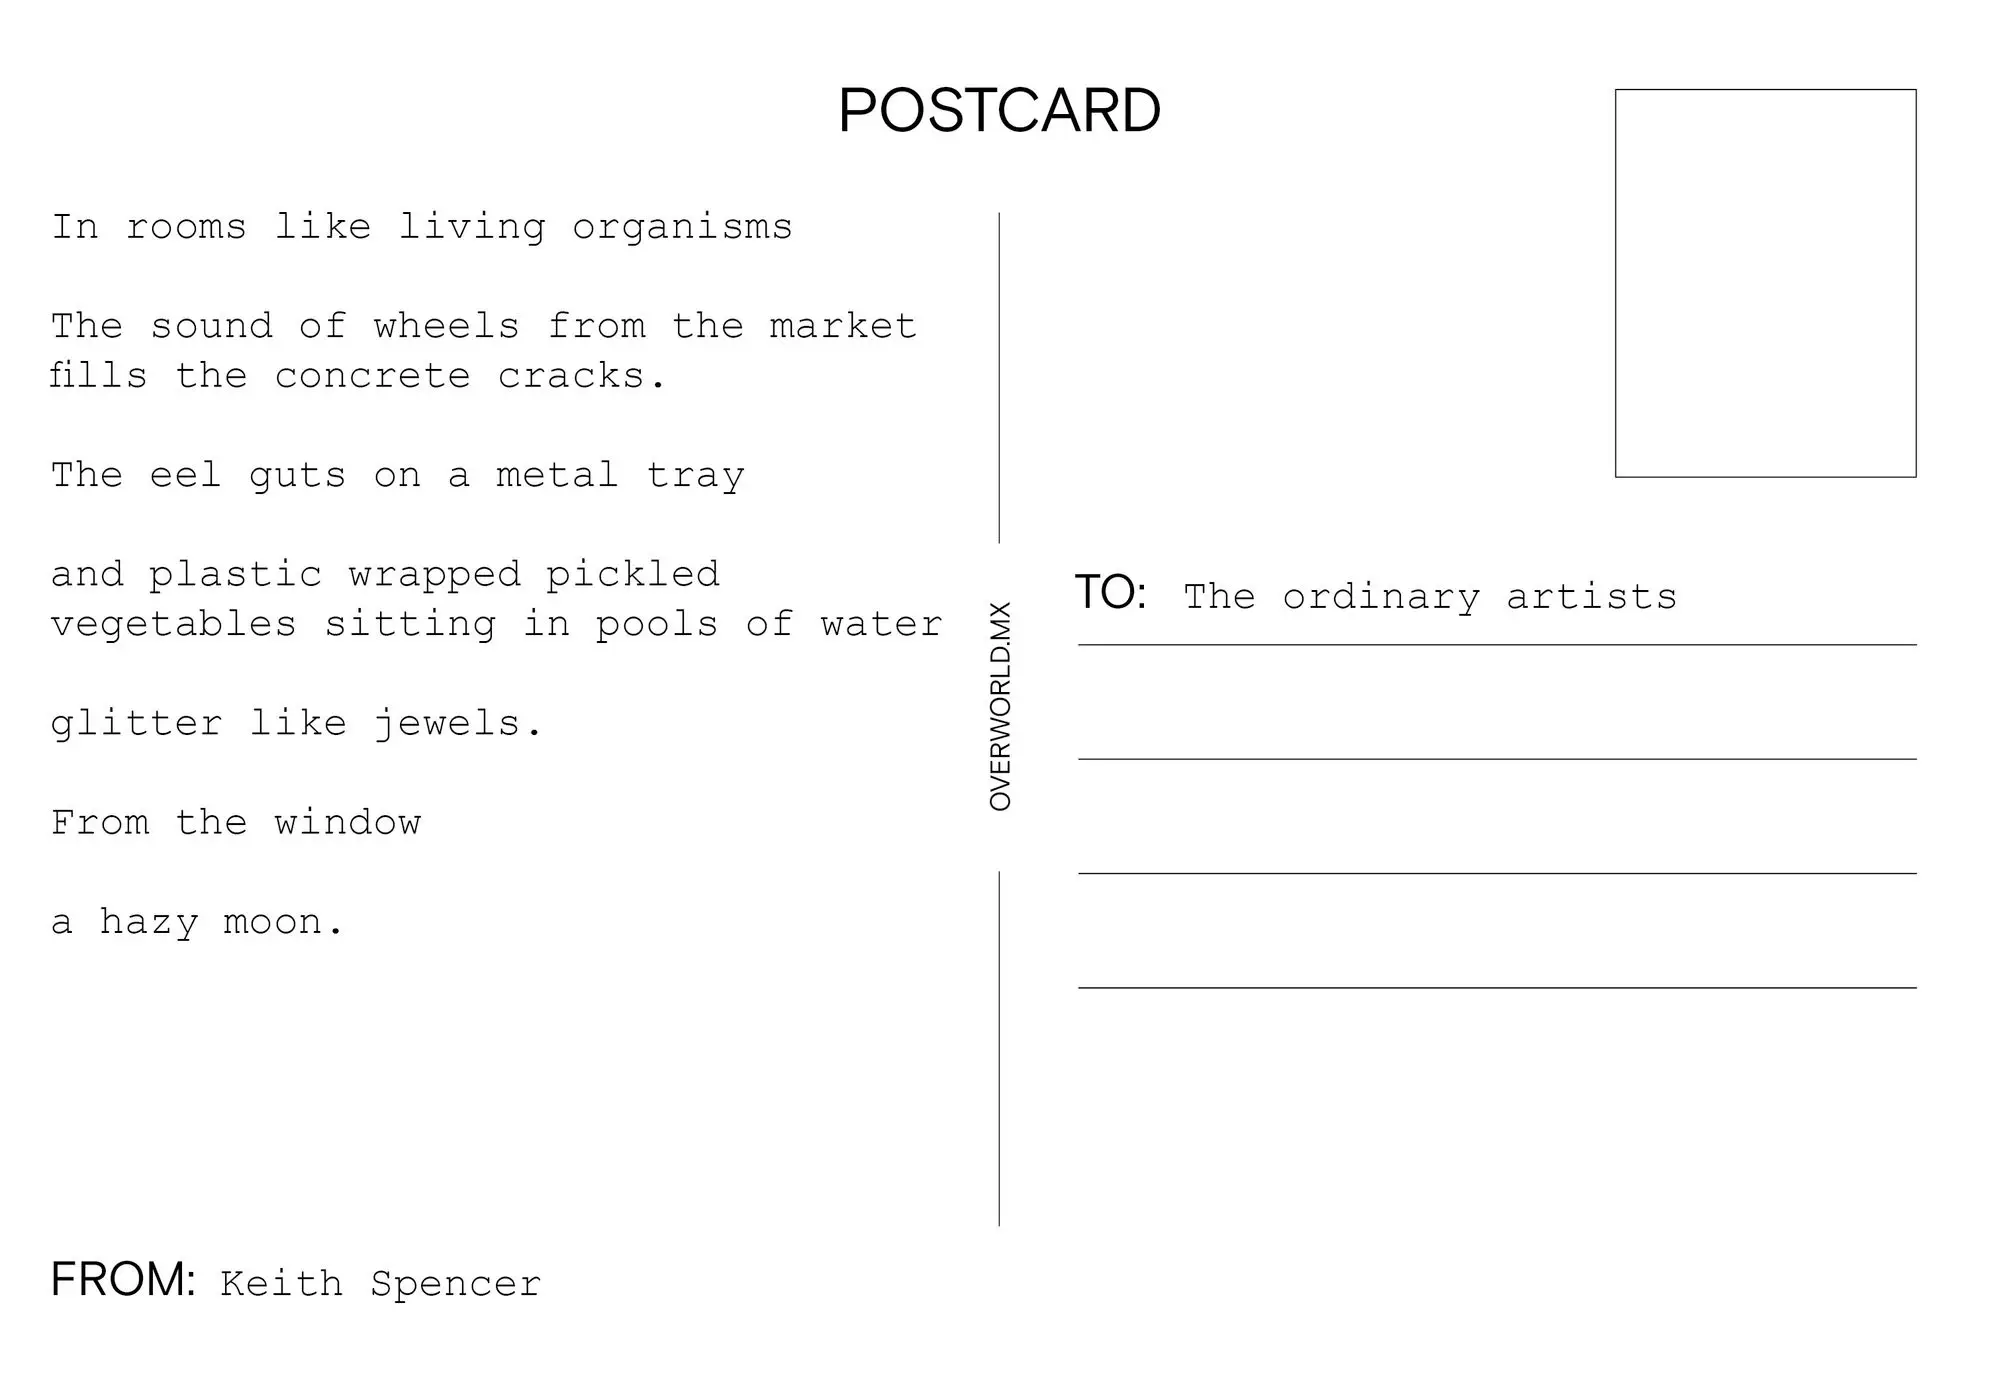 POSTCARD
In rooms like living organisms
The sound of wheels from the market
fills the concrete cracks.
The eel guts on a metal tray
and plastic wrapped pickled
vegetables sitting in pools of water
glitter like jewels.
From the window
a hazy moon.
FROM: Keith Spencer
OVERWORLD.MX
TO: The ordinary artists